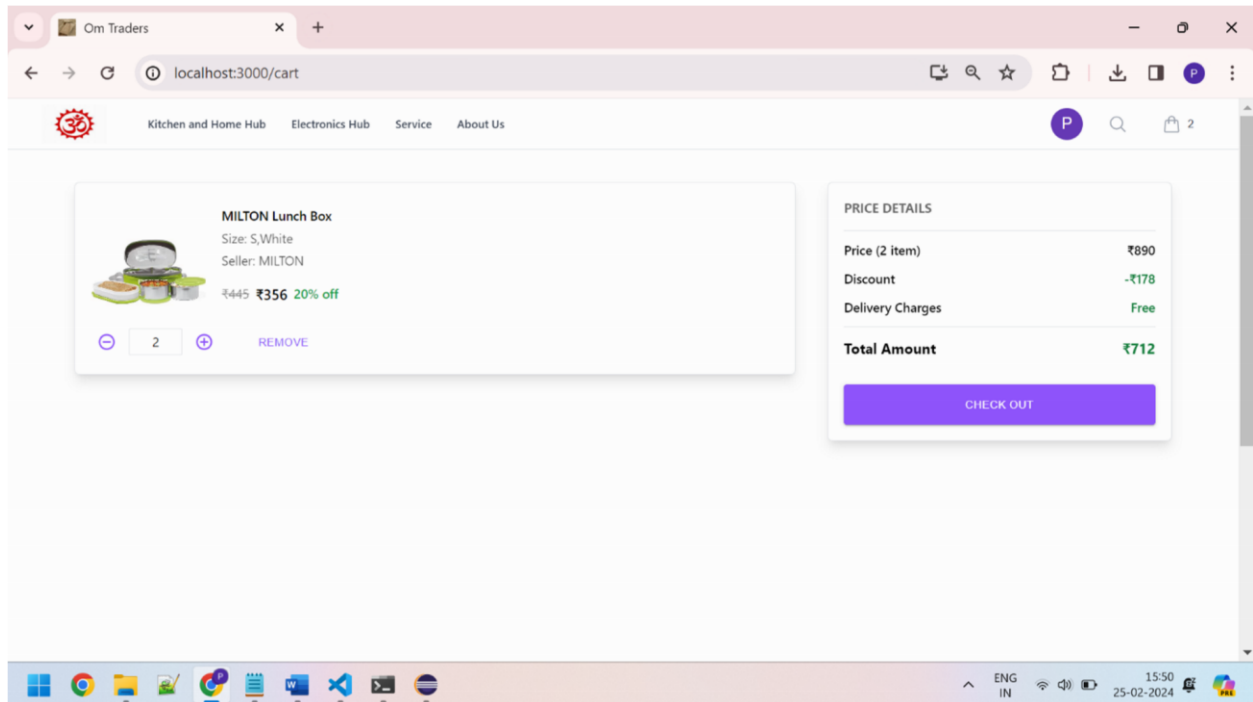 Om Traders
localhost:3000/cart
P
ॐ
Kitchen and Home Hub Electronics Hub Service About Us
P
2
MILTON Lunch Box
Size: S,White
Seller: MILTON
₹445 ₹356 20% off
2 REMOVE
PRICE DETAILS
Price (2 item) ₹890
Discount -₹178
Delivery Charges Free
Total Amount ₹712
CHECK OUT
P
ENG
IN
15:50
25-02-2024
PRE